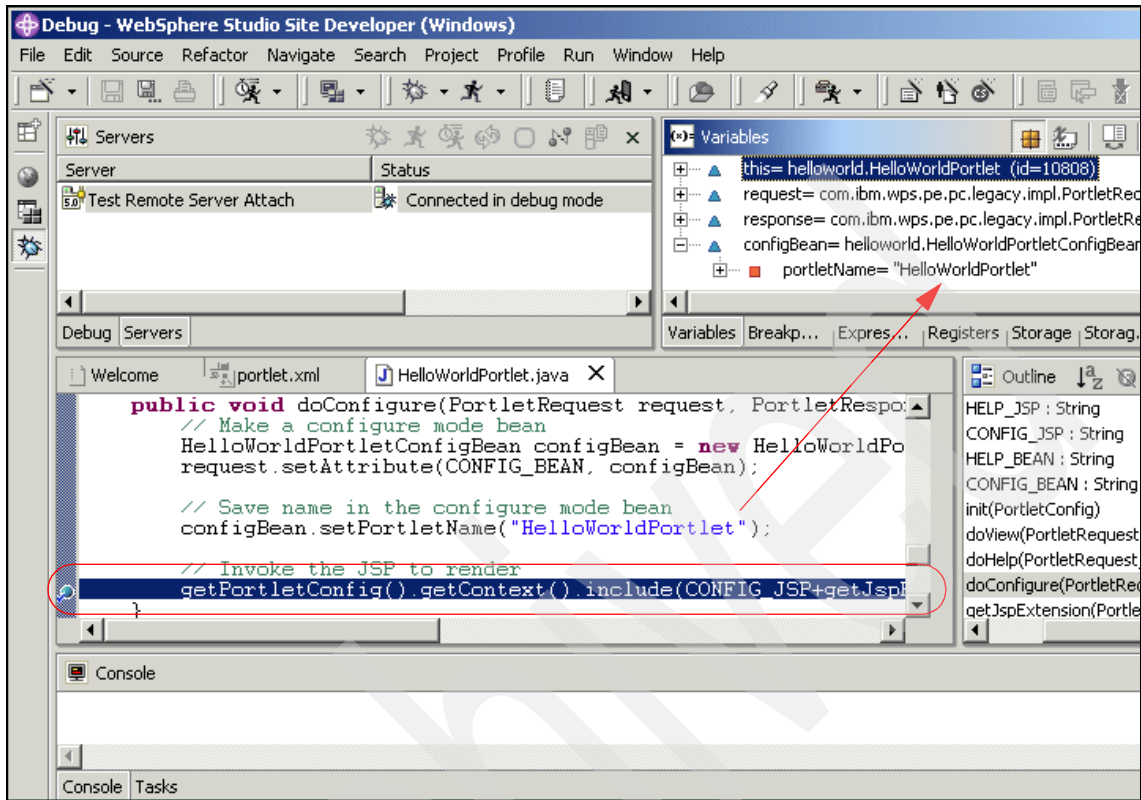 Debug - WebSphere Studio Site Developer (Windows)
File Edit Source Refactor Navigate Search Project Profile Run Window Help
Servers
Server Status
Test Remote Server Attach Connected in debug mode
Debug Servers
(x)= Variables
this= helloworld.HelloWorldPortlet (id=10808)
request= com.ibm.wps.pe.pc.legacy.impl.PortletRec
response= com.ibm.wps.pe.pc.legacy.impl.PortletRe
configBean= helloworld.HelloWorldPortletConfigBean
portletName= "HelloWorldPortlet"
Variables Breakp... Expres... Registers Storage Storag.
Welcome portlet.xml HelloWorldPortlet.java
public void doConfigure(PortletRequest request, PortletRespo
// Make a configure mode bean
HelloWorldPortletConfigBean configBean = new HelloWorldPo
request.setAttribute(CONFIG_BEAN, configBean);
// Save name in the configure mode bean
configBean.setPortletName("HelloWorldPortlet");
// Invoke the JSP to render
getPortletConfig().getContext().include(CONFIG_JSP+getJspE
}
Outline
HELP_JSP : String
CONFIG_JSP : String
HELP_BEAN : String
CONFIG_BEAN : String
init(PortletConfig)
doView(PortletRequest
doHelp(PortletRequest
doConfigure(PortletRec
getJspExtension(Portle
Console
Console Tasks